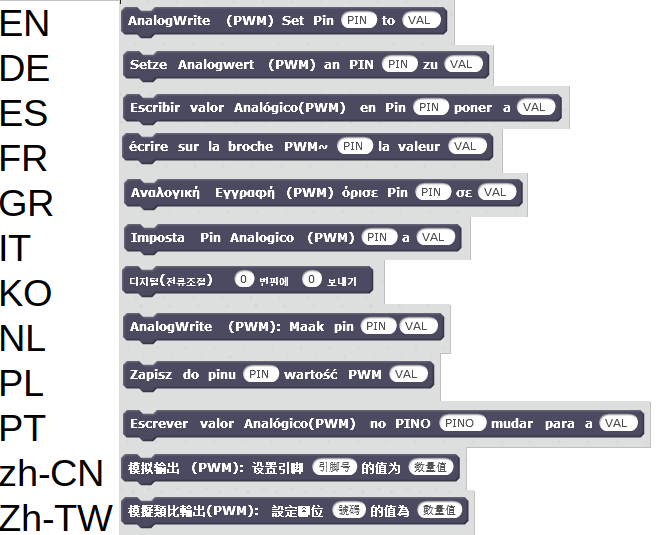 EN AnalogWrite (PWM) Set Pin PIN to VAL
DE Setze Analogwert (PWM) an PIN PIN zu VAL
ES Escribir valor Analógico(PWM) en Pin PIN poner a VAL
FR écrire sur la broche PWM~ PIN la valeur VAL
GR Αναλογική Εγγραφή (PWM) όρισε Pin PIN σε VAL
IT Imposta Pin Analogico (PWM) PIN a VAL
KO 디지털(전류조절) 0 번핀에 0 보내기
NL AnalogWrite (PWM): Maak pin PIN VAL
PL Zapisz do pinu PIN wartość PWM VAL
PT Escrever valor Analógico(PWM) no PINO PINO mudar para a VAL
zh-CN 模拟输出 (PWM): 设置引脚 引脚号 的值为 数量值
Zh-TW 模擬類比輸出(PWM): 設定 位 號碼 的值為 數量值